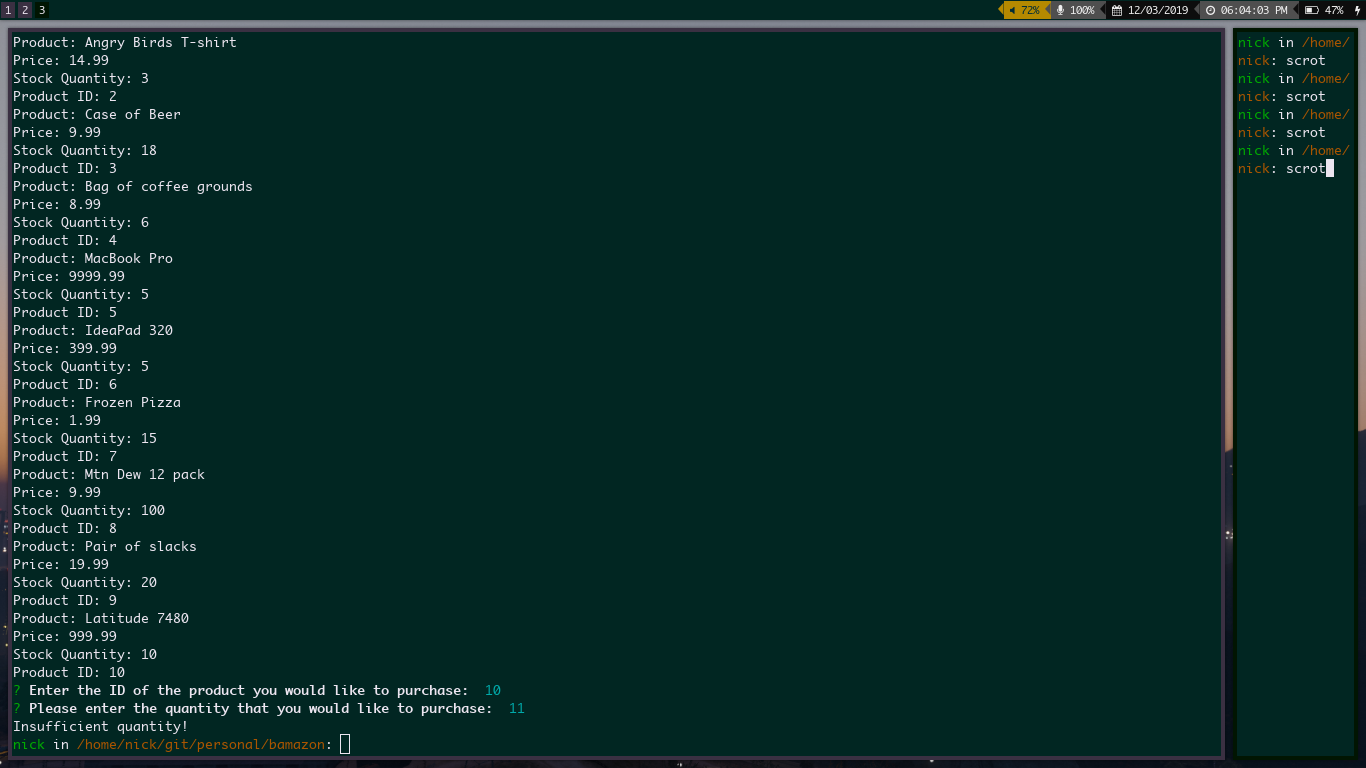 1 2 3
72% 100% 12/03/2019 06:04:03 PM 47%
Product: Angry Birds T-shirt
Price: 14.99
Stock Quantity: 3
Product ID: 2
Product: Case of Beer
Price: 9.99
Stock Quantity: 18
Product ID: 3
Product: Bag of coffee grounds
Price: 8.99
Stock Quantity: 6
Product ID: 4
Product: MacBook Pro
Price: 9999.99
Stock Quantity: 5
Product ID: 5
Product: IdeaPad 320
Price: 399.99
Stock Quantity: 5
Product ID: 6
Product: Frozen Pizza
Price: 1.99
Stock Quantity: 15
Product ID: 7
Product: Mtn Dew 12 pack
Price: 9.99
Stock Quantity: 100
Product ID: 8
Product: Pair of slacks
Price: 19.99
Stock Quantity: 20
Product ID: 9
Product: Latitude 7480
Price: 999.99
Stock Quantity: 10
Product ID: 10
? Enter the ID of the product you would like to purchase:  10
? Please enter the quantity that you would like to purchase:  11
Insufficient quantity!
nick in /home/nick/git/personal/bamazon:
nick in /home/
nick: scrot
nick in /home/
nick: scrot
nick in /home/
nick: scrot
nick in /home/
nick: scrot